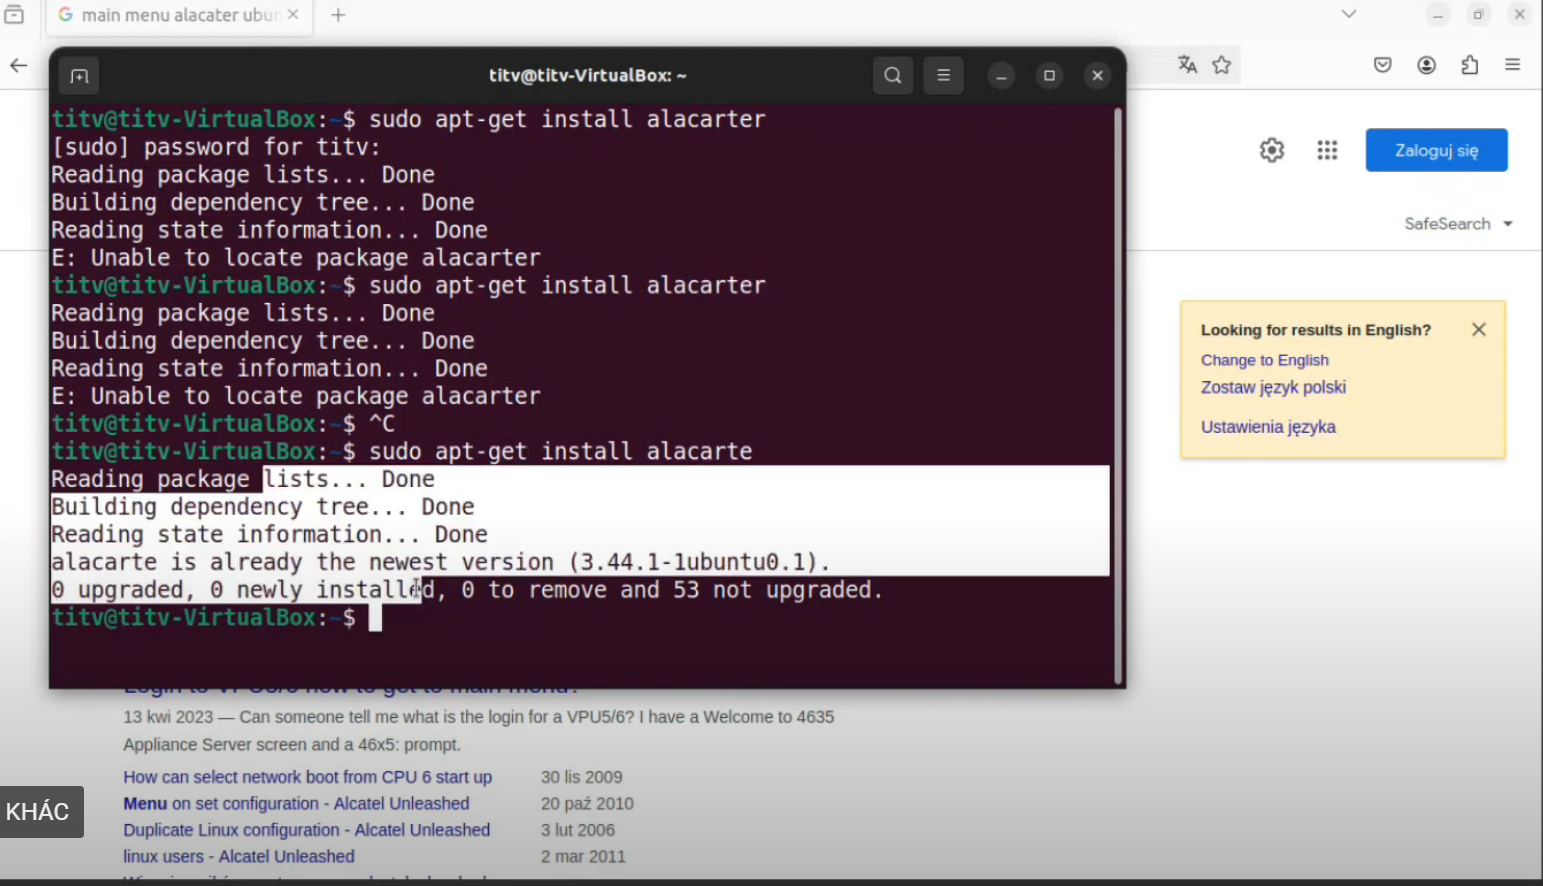 main menu alacater ubun
titv@titv-VirtualBox: ~
titv@titv-VirtualBox:~$ sudo apt-get install alacarter
[sudo] password for titv:
Reading package lists... Done
Building dependency tree... Done
Reading state information... Done
E: Unable to locate package alacarter
titv@titv-VirtualBox:~$ sudo apt-get install alacarter
Reading package lists... Done
Building dependency tree... Done
Reading state information... Done
E: Unable to locate package alacarter
titv@titv-VirtualBox:~$ ^C
titv@titv-VirtualBox:~$ sudo apt-get install alacarte
Reading package lists... Done
Building dependency tree... Done
Reading state information... Done
alacarte is already the newest version (3.44.1-1ubuntu0.1).
0 upgraded, 0 newly installed, 0 to remove and 53 not upgraded.
titv@titv-VirtualBox:~$
Zaloguj się
SafeSearch
Looking for results in English?
Change to English
Zostaw język polski
Ustawienia języka
13 kwi 2023 — Can someone tell me what is the login for a VPU5/6? I have a Welcome to 4635
Appliance Server screen and a 46x5: prompt.
How can select network boot from CPU 6 start up 30 lis 2009
Menu on set configuration - Alcatel Unleashed 20 paź 2010
Duplicate Linux configuration - Alcatel Unleashed 3 lut 2006
linux users - Alcatel Unleashed 2 mar 2011
KHÁC